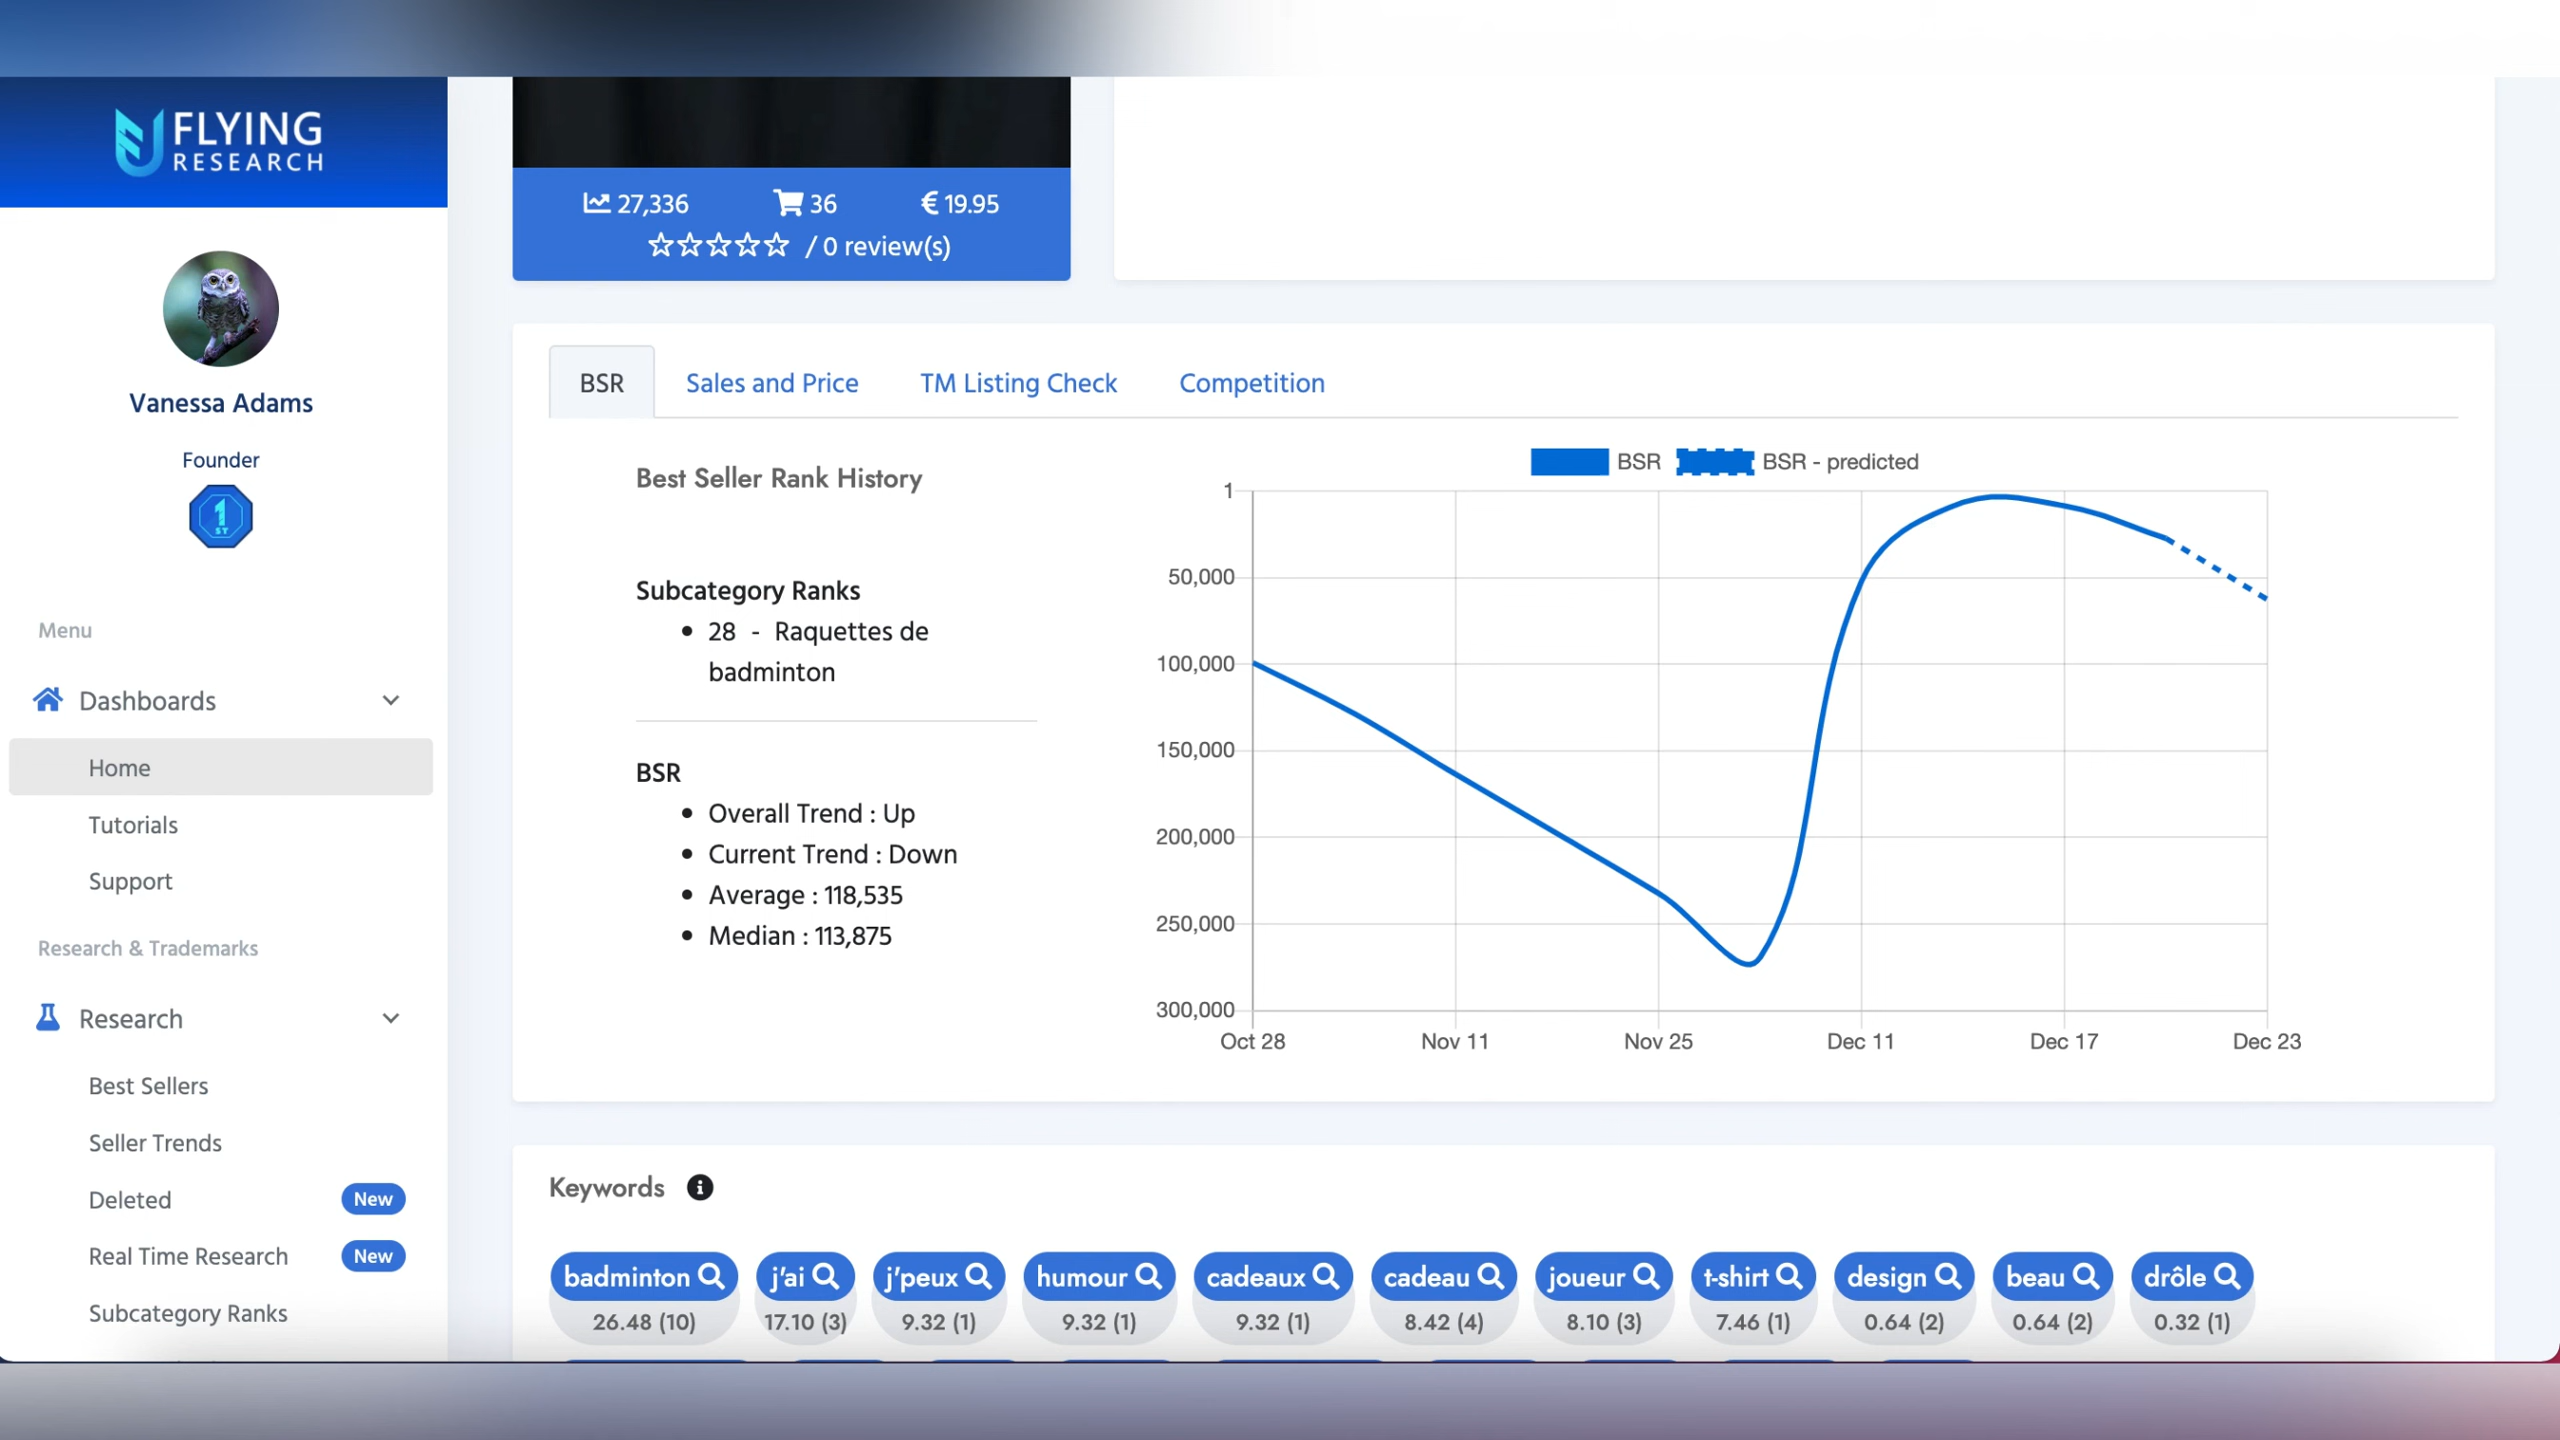 FLYING
RESEARCH
Vanessa Adams
Founder
1
ST
Menu
Dashboards
Home
Tutorials
Support
Research & Trademarks
Research
Best Sellers
Seller Trends
Deleted New
Real Time Research New
Subcategory Ranks
27,336 36 € 19.95
/ 0 review(s)
BSR Sales and Price TM Listing Check Competition
Best Seller Rank History
Subcategory Ranks
28 - Raquettes de
badminton
BSR
Overall Trend : Up
Current Trend : Down
Average : 118,535
Median : 113,875
BSR BSR - predicted
1
50,000
100,000
150,000
200,000
250,000
300,000
Oct 28 Nov 11 Nov 25 Dec 11 Dec 17 Dec 23
Keywords
badminton j'ai j'peux humour cadeaux cadeau joueur t-shirt design beau drôle
26.48 (10) 17.10 (3) 9.32 (1) 9.32 (1) 9.32 (1) 8.42 (4) 8.10 (3) 7.46 (1) 0.64 (2) 0.64 (2) 0.32 (1)